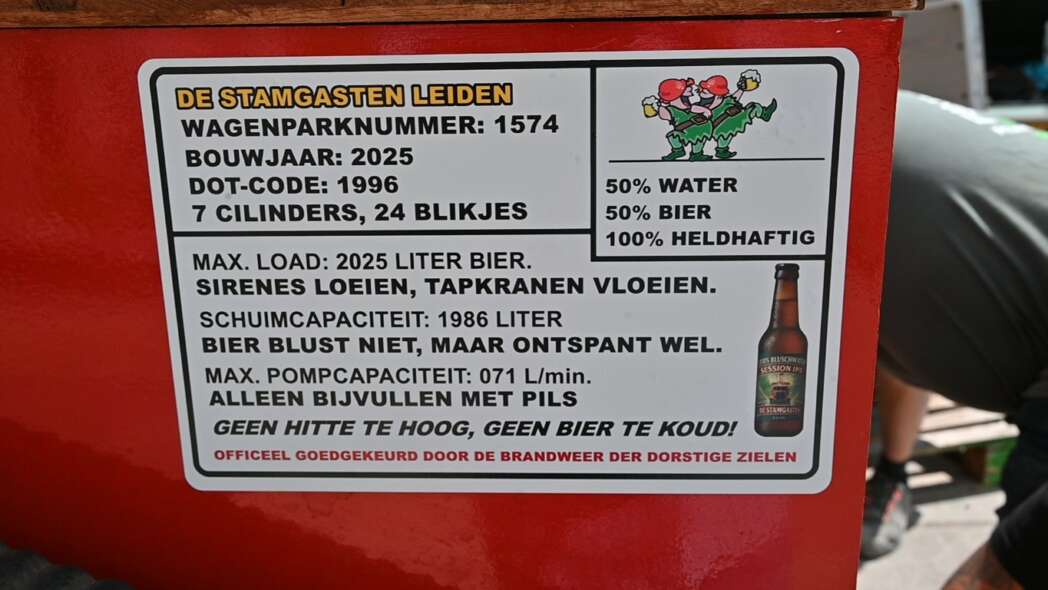 DE STAMGASTEN LEIDEN
WAGENPARKNUMMER: 1574
BOUWJAAR: 2025
DOT-CODE: 1996
7 CILINDERS, 24 BLIKJES
50% WATER
50% BIER
100% HELDHAFTIG
MAX. LOAD: 2025 LITER BIER.
SIRENES LOEIEN, TAPKRANEN VLOEIEN.
SCHUIMCAPACITEIT: 1986 LITER
BIER BLUST NIET, MAAR ONTSPANT WEL.
MAX. POMPCAPACITEIT: 071 L/min.
ALLEEN BIJVULLEN MET PILS
GEEN HITTE TE HOOG, GEEN BIER TE KOUD!
OFFICEEL GOEDGEKEURD DOOR DE BRANDWEER DER DORSTIGE ZIELEN
SESSION IPA
DE STAMGASTEN